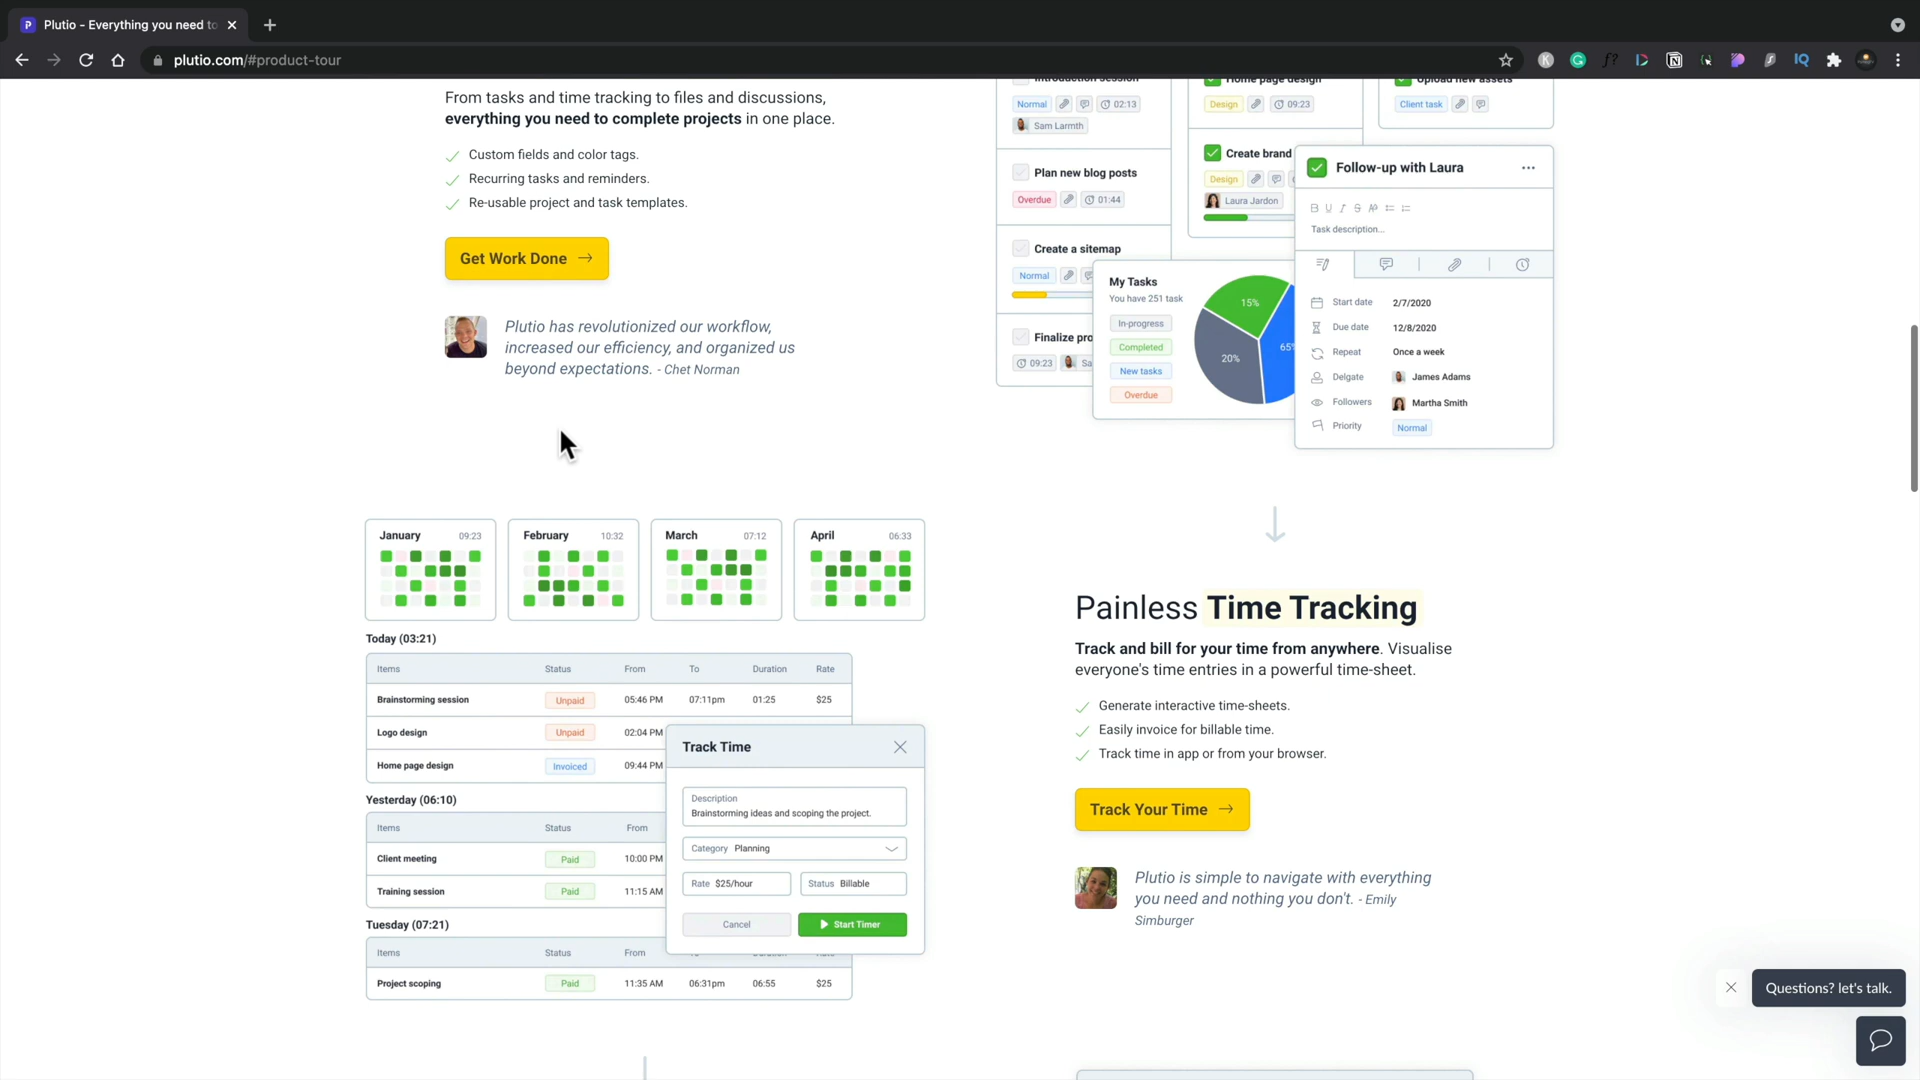 Plutio - Everything you need to
plutio.com/#product-tour
From tasks and time tracking to files and discussions,
everything you need to complete projects in one place.
Custom fields and color tags.
Recurring tasks and reminders.
Re-usable project and task templates.
Get Work Done
Plutio has revolutionized our workflow,
increased our efficiency, and organized us
beyond expectations. - Chet Norman
Introduction session
Normal 02:13
Sam Larmth
Plan new blog posts
Overdue 01:44
Create a sitemap
Normal
Finalize pro
09:23 Sa
Home page design
Design 09:23
Create brand
Design
Laura Jardon
Upload new assets
Client task
My Tasks
You have 251 task
In-progress
Completed
New tasks
Overdue
15%
65%
20%
Follow-up with Laura
B U I S
Task description...
Start date 2/7/2020
Due date 12/8/2020
Repeat Once a week
Delgate James Adams
Followers Martha Smith
Priority Normal
January 09:23
February 10:32
March 07:12
April 06:33
Today (03:21)
Items Status From To Duration Rate
Brainstorming session Unpaid 05:46 PM 07:11pm 01:25 $25
Logo design Unpaid 02:04 PM
Home page design Invoiced 09:44 PM
Yesterday (06:10)
Items Status From
Client meeting Paid 10:00 PM
Training session Paid 11:15 AM
Tuesday (07:21)
Items Status From
Project scoping Paid 11:35 AM 06:31pm 06:55 $25
Track Time
Description
Brainstorming ideas and scoping the project.
Category Planning
Rate $25/hour
Status Billable
Cancel
Start Timer
Painless Time Tracking
Track and bill for your time from anywhere. Visualise
everyone's time entries in a powerful time-sheet.
Generate interactive time-sheets.
Easily invoice for billable time.
Track time in app or from your browser.
Track Your Time
Plutio is simple to navigate with everything
you need and nothing you don't. - Emily
Simburger
Questions? let's talk.